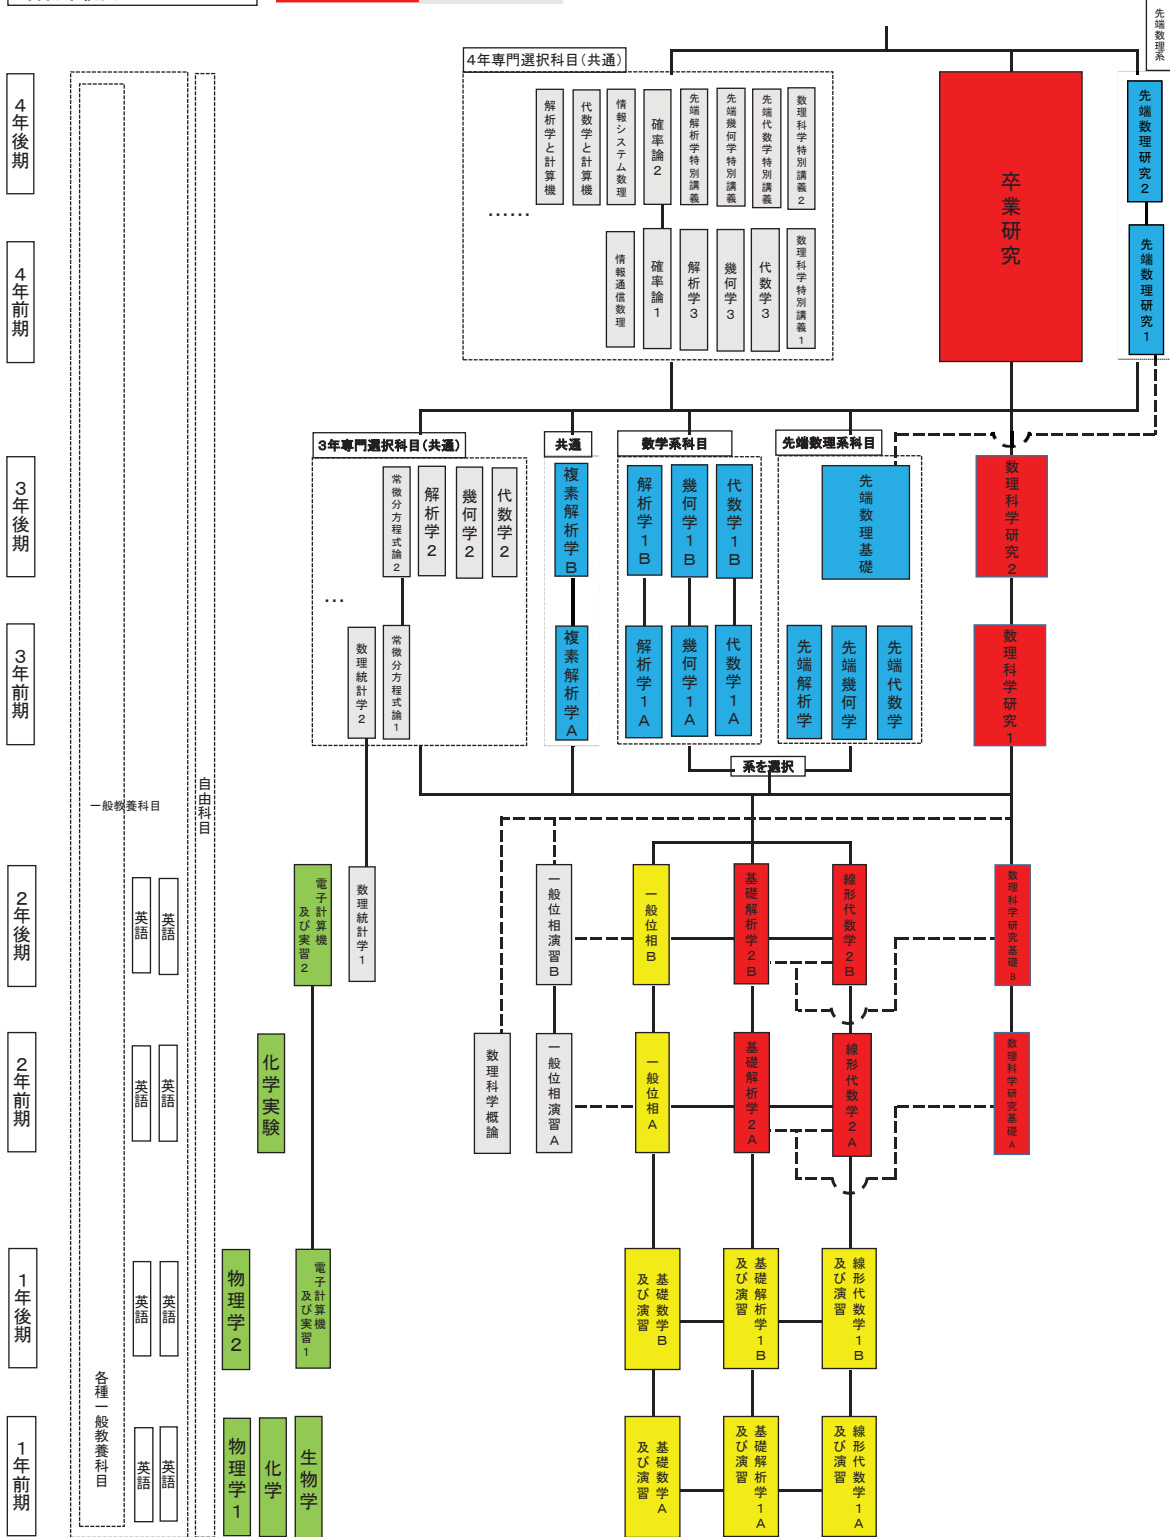 先端数理系
4年専門選択科目(共通)
4年後期
解析学と計算機
代数学と計算機
情報システム数理
確率論2
先端解析学特別講義
先端幾何学特別講義
先端代数学特別講義
数理科学特別講義2
卒業研究
先端数理研究2
……
4年前期
情報通信数理
確率論1
解析学3
幾何学3
代数学3
数理科学特別講義1
先端数理研究1
3年専門選択科目(共通)
共通
数学系科目
先端数理系科目
3年後期
常微分方程式論2
解析学2
幾何学2
代数学2
複素解析学B
解析学1B
幾何学1B
代数学1B
先端数理基礎
数理科学研究2
…
3年前期
数理統計学2
常微分方程式論1
複素解析学A
解析学1A
幾何学1A
代数学1A
先端解析学
先端幾何学
先端代数学
数理科学研究1
系を選択
一般教養科目
自由科目
2年後期
英語
英語
電子計算機
及び実習2
数理統計学1
一般位相演習B
一般位相B
基礎解析学2B
線形代数学2B
数理科学研究基礎B
2年前期
英語
英語
化学実験
数理科学概論
一般位相演習A
一般位相A
基礎解析学2A
線形代数学2A
数理科学研究基礎A
1年後期
英語
英語
物理学2
電子計算機
及び実習1
基礎数学B
及び演習
基礎解析学1B
及び演習
線形代数学1B
及び演習
各種一般教養科目
1年前期
英語
英語
物理学1
化学
生物学
基礎数学A
及び演習
基礎解析学1A
及び演習
線形代数学1A
及び演習